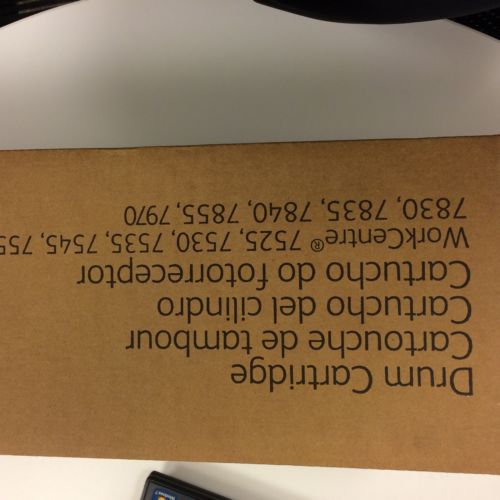 Drum Cartridge
Cartouche de tambour
Cartucho del cilindro
Cartucho do fotorreceptor
WorkCentre® 7525, 7530, 7535, 7545,
7830, 7835, 7840, 7855, 7970